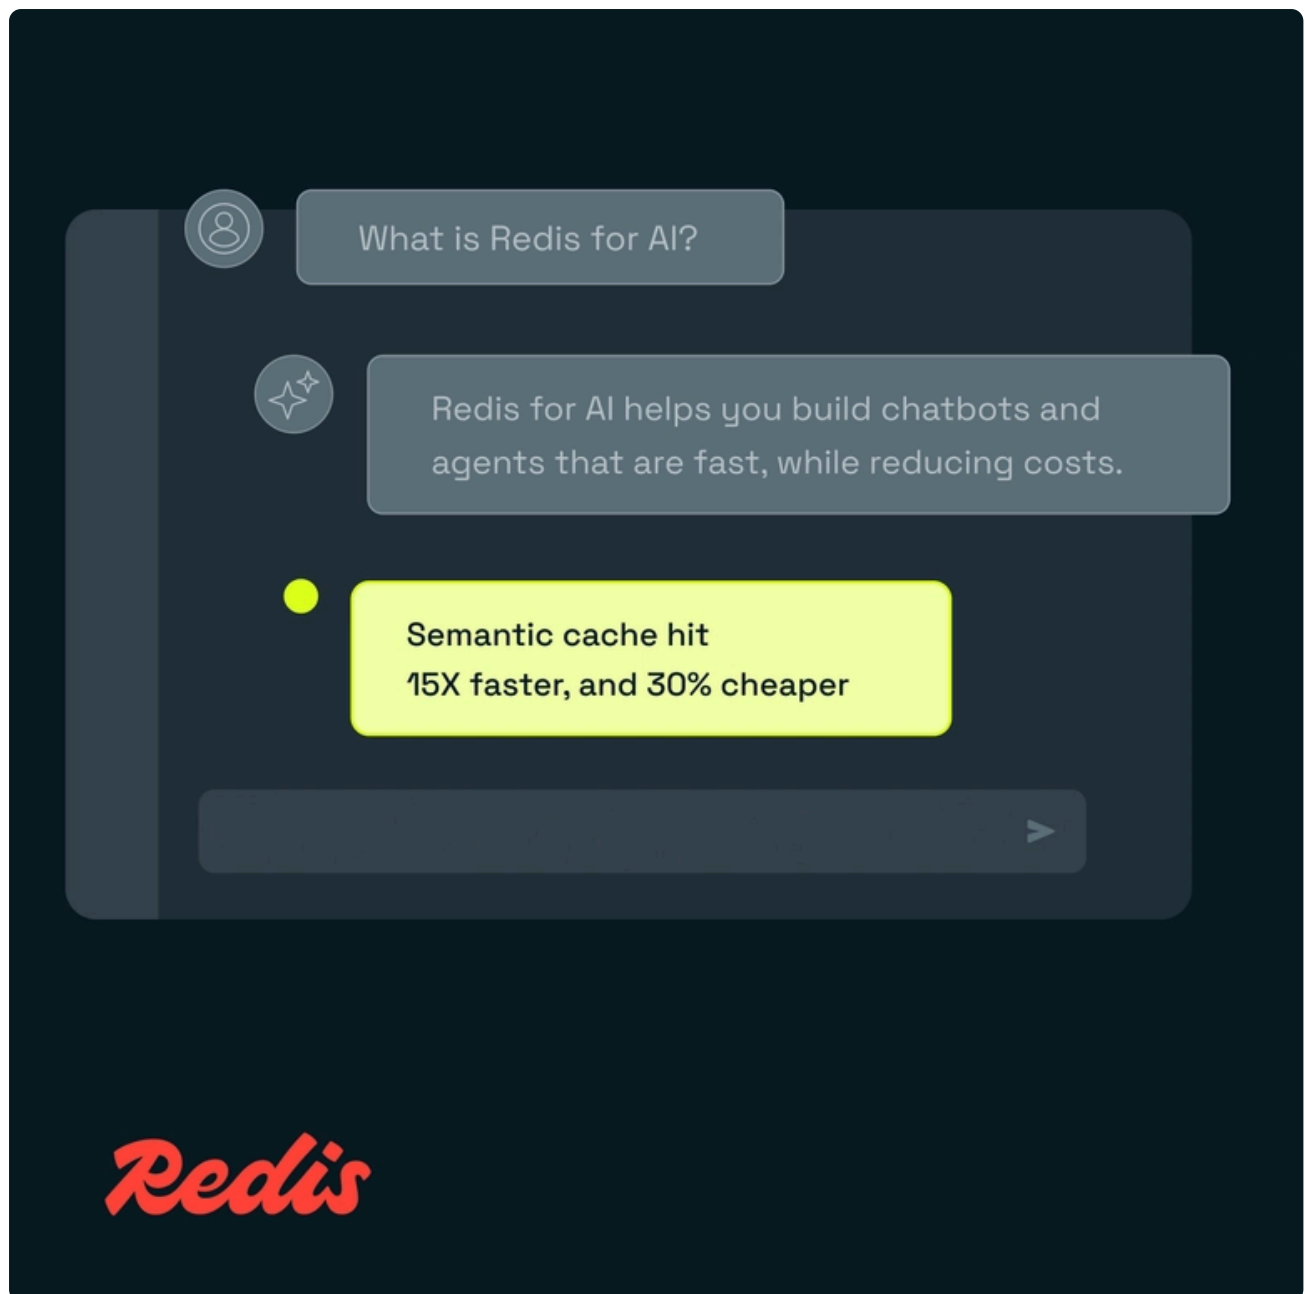 What is Redis for AI?
Redis for AI helps you build chatbots and
agents that are fast, while reducing costs.
Semantic cache hit
15X faster, and 30% cheaper
Redis